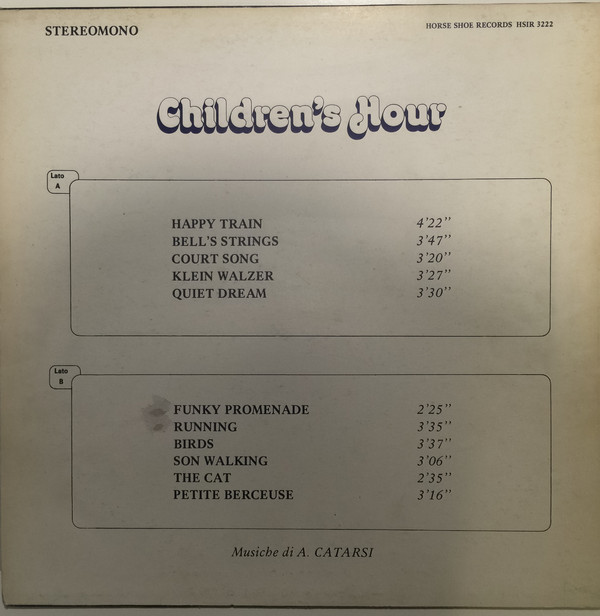 STEREOMONO
HORSE SHOE RECORDS HSIR 3222
Children's Hour
Lato
A
HAPPY TRAIN 4'22"
BELL'S STRINGS 3'47"
COURT SONG 3'20"
KLEIN WALZER 3'27"
QUIET DREAM 3'30"
Lato
B
FUNKY PROMENADE 2'25"
RUNNING 3'35"
BIRDS 3'37"
SON WALKING 3'06"
THE CAT 2'35"
PETITE BERCEUSE 3'16"
Musiche di A. CATARSI